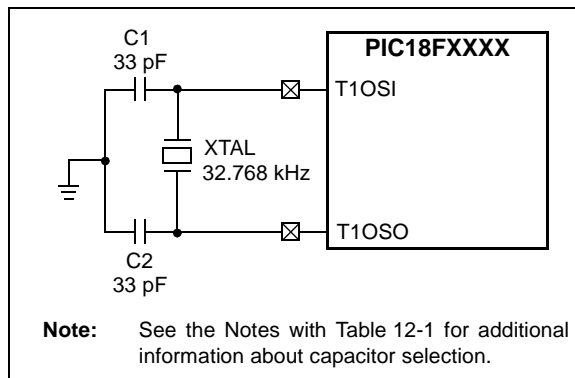 C1
33 pF
PIC18FXXXX
T1OSI
XTAL
32.768 kHz
T1OSO
C2
33 pF
Note: See the Notes with Table 12-1 for additional
information about capacitor selection.